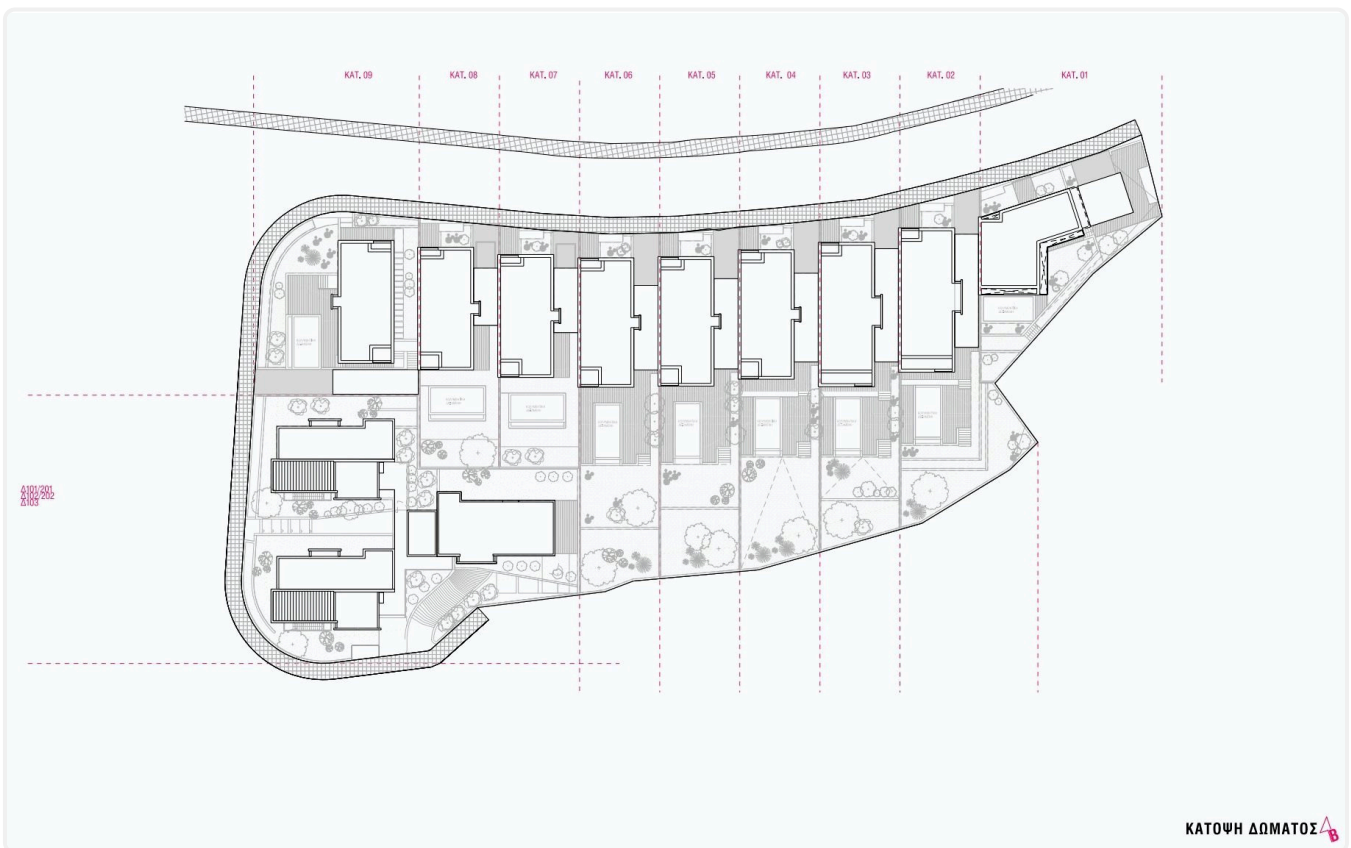 ΚΑΤ. 09
ΚΑΤ. 08
ΚΑΤ. 07
ΚΑΤ. 06
ΚΑΤ. 05
ΚΑΤ. 04
ΚΑΤ. 03
ΚΑΤ. 02
ΚΑΤ. 01
Δ101/201
Δ102/202
Δ103
ΚΑΤΟΨΗ ΔΩΜΑΤΟΣ
B